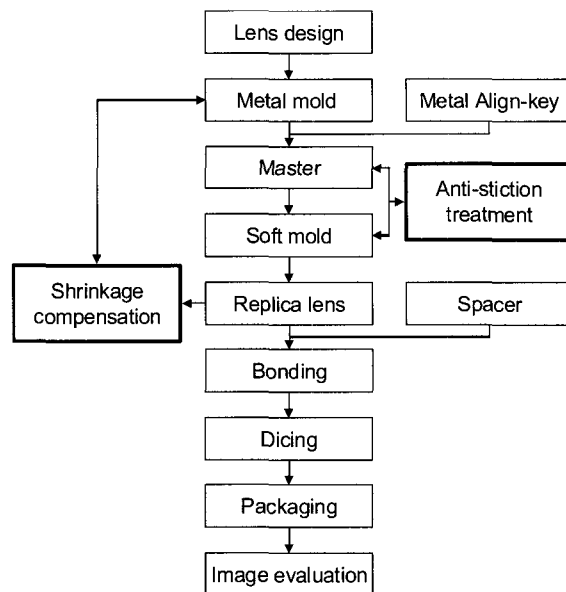 Lens design
Metal mold
Metal Align-key
Master
Anti-stiction
treatment
Soft mold
Shrinkage
compensation
Replica lens
Spacer
Bonding
Dicing
Packaging
Image evaluation